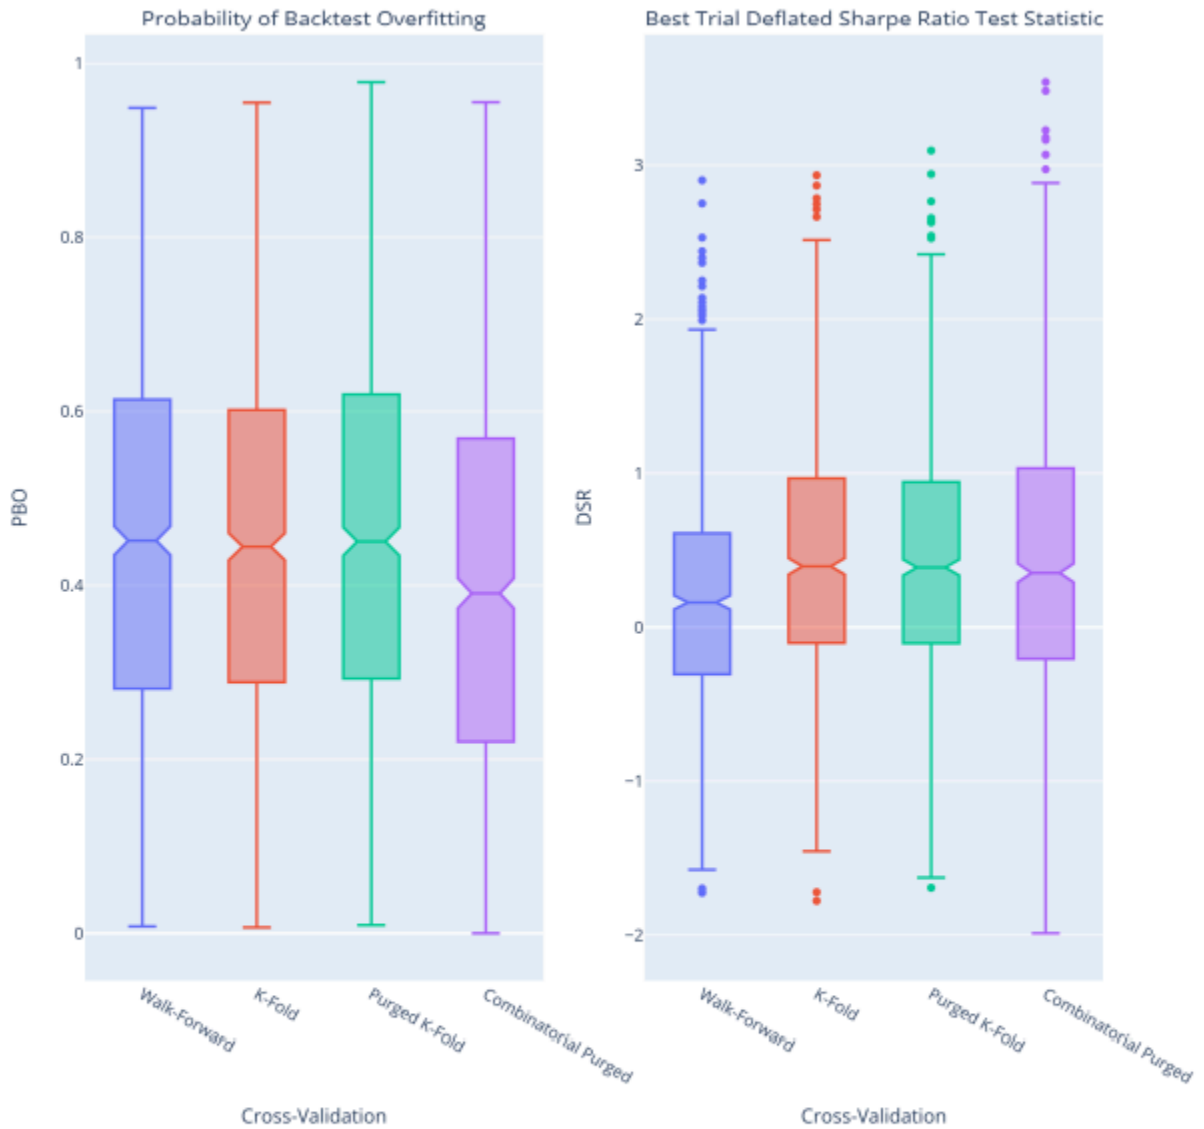 Probability of Backtest Overfitting
1
0.8
0.6
0.4
0.2
0
PBO
Walk-Forward
K-Fold
Purged K-Fold
Combinatorial Purged
Cross-Validation
Best Trial Deflated Sharpe Ratio Test Statistic
3
2
1
0
−1
−2
DSR
Walk-Forward
K-Fold
Purged K-Fold
Combinatorial Purged
Cross-Validation